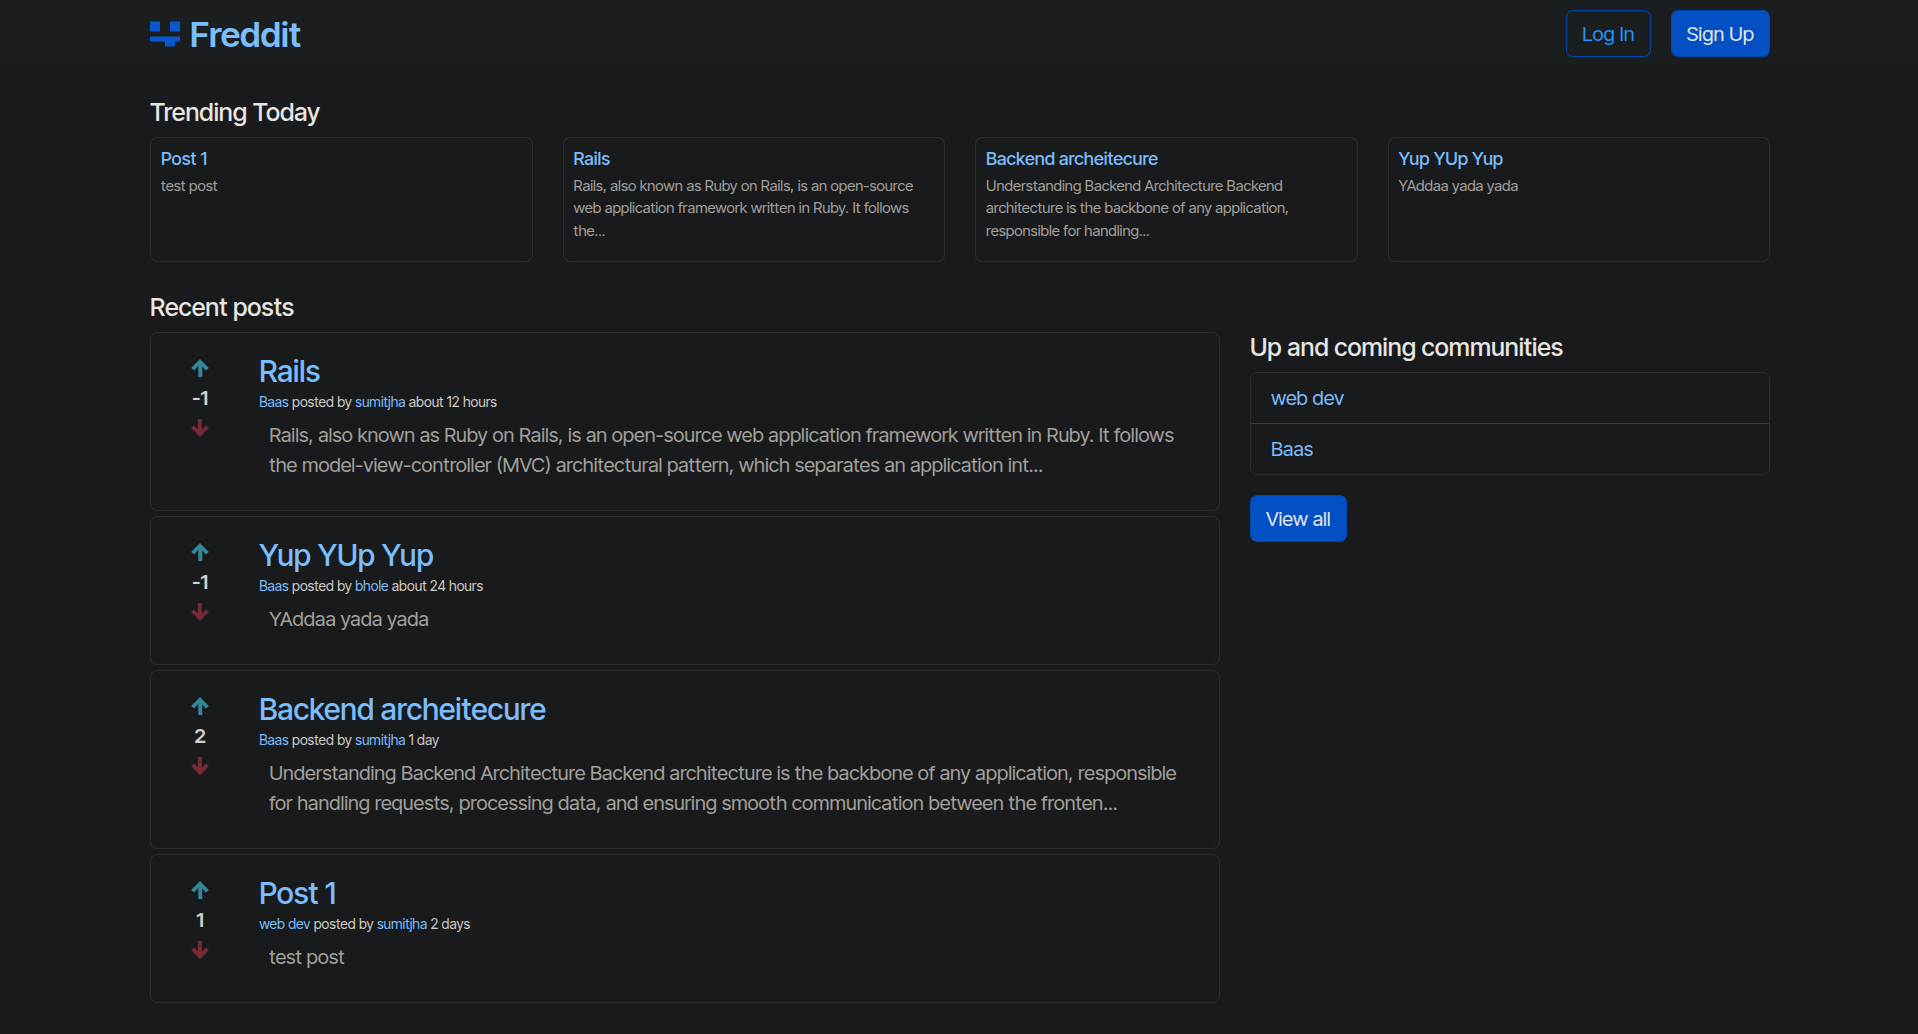 Freddit
Log In
Sign Up
Trending Today
Post 1
test post
Rails
Rails, also known as Ruby on Rails, is an open-source
web application framework written in Ruby. It follows
the...
Backend archeitecure
Understanding Backend Architecture Backend
architecture is the backbone of any application,
responsible for handling...
Yup YUp Yup
YAddaa yada yada
Recent posts
-1
Rails
Baas posted by sumitjha about 12 hours
Rails, also known as Ruby on Rails, is an open-source web application framework written in Ruby. It follows
the model-view-controller (MVC) architectural pattern, which separates an application int...
-1
Yup YUp Yup
Baas posted by bhole about 24 hours
YAddaa yada yada
2
Backend archeitecure
Baas posted by sumitjha 1 day
Understanding Backend Architecture Backend architecture is the backbone of any application, responsible
for handling requests, processing data, and ensuring smooth communication between the fronten...
1
Post 1
web dev posted by sumitjha 2 days
test post
Up and coming communities
web dev
Baas
View all